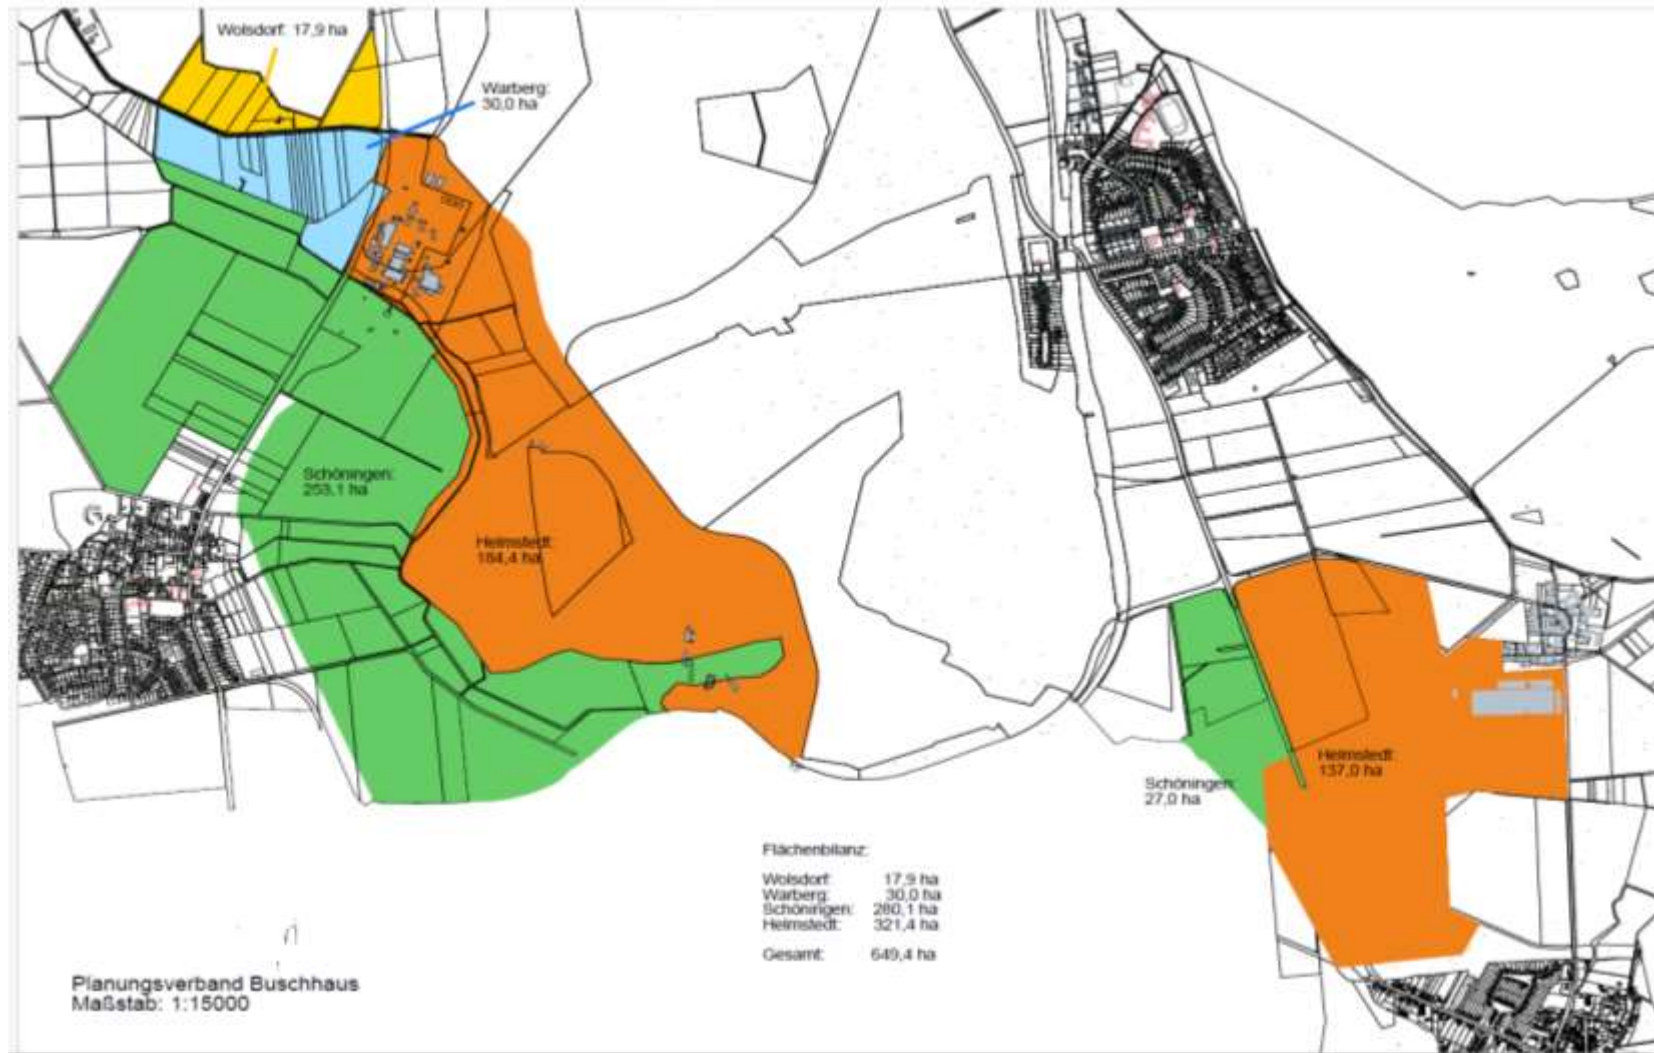 Wolsdorf: 17,9 ha
Warberg:
30,0 ha
Schöningen:
253,1 ha
Helmstedt:
184,4 ha
Helmstedt:
137,0 ha
Schöningen:
27,0 ha
Flächenbilanz:
Wolsdorf: 17,9 ha
Warberg: 30,0 ha
Schöningen: 280,1 ha
Helmstedt: 321,4 ha
Gesamt: 649,4 ha
Planungsverband Buschhaus
Maßstab: 1:15000